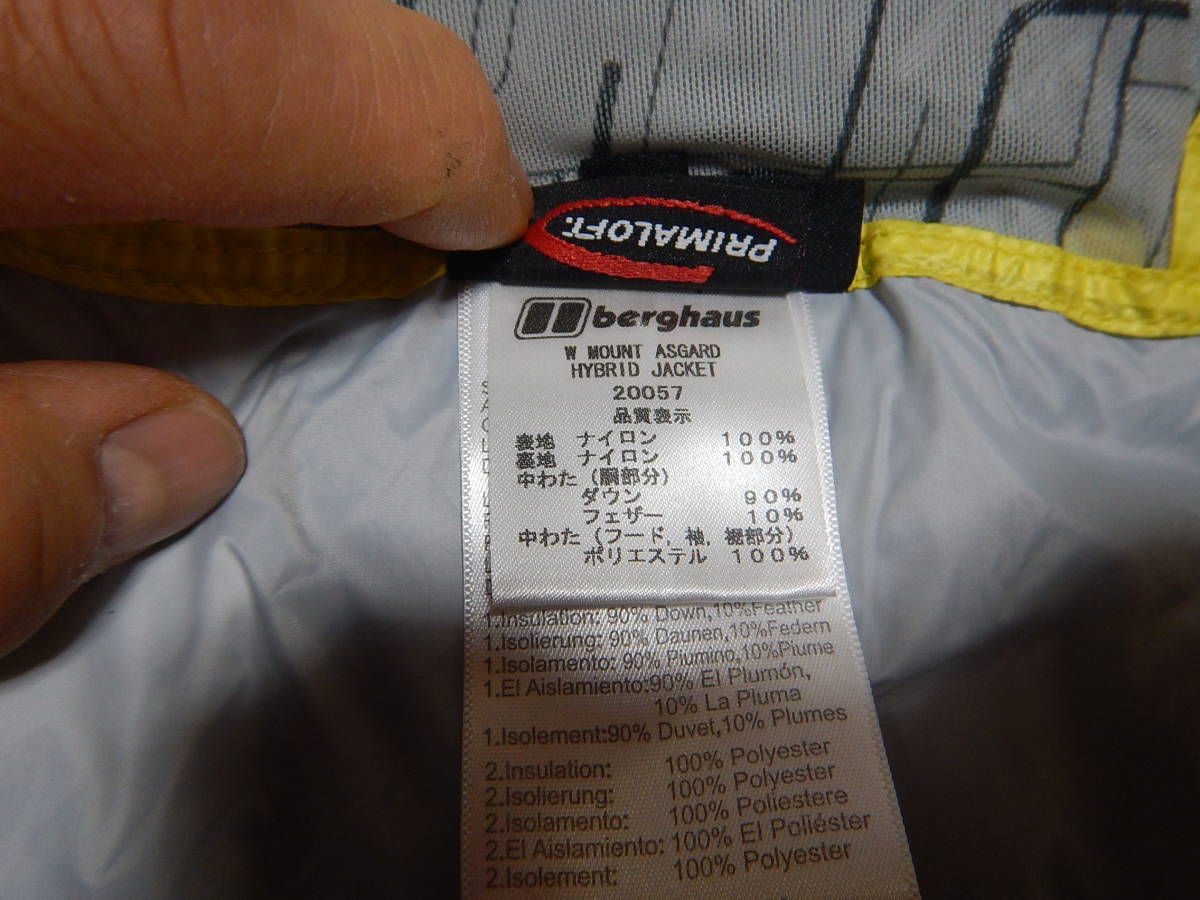 PRIMALOFT.
berghaus
W MOUNT ASGARD
HYBRID JACKET
20057
品質表示
表地 ナイロン 100%
裏地 ナイロン 100%
中わた (胴部分)
ダウン 90%
フェザー 10%
中わた (フード, 袖, 裾部分)
ポリエステル 100%
1.Insulation: 90% Down,10%Feather
1.Isolierung: 90% Daunen,10%Federn
1.Isolamento: 90% Piumino,10%Piume
1.El Aislamiento:90% El Plumón,
10% La Pluma
1.Isolement:90% Duvet,10% Plumes
2.Insulation: 100% Polyester
2.Isolierung: 100% Polyester
2.Isolamento: 100% Poliestere
2.El Aislamiento: 100% El Poliéster
2.Isolement: 100% Polyester